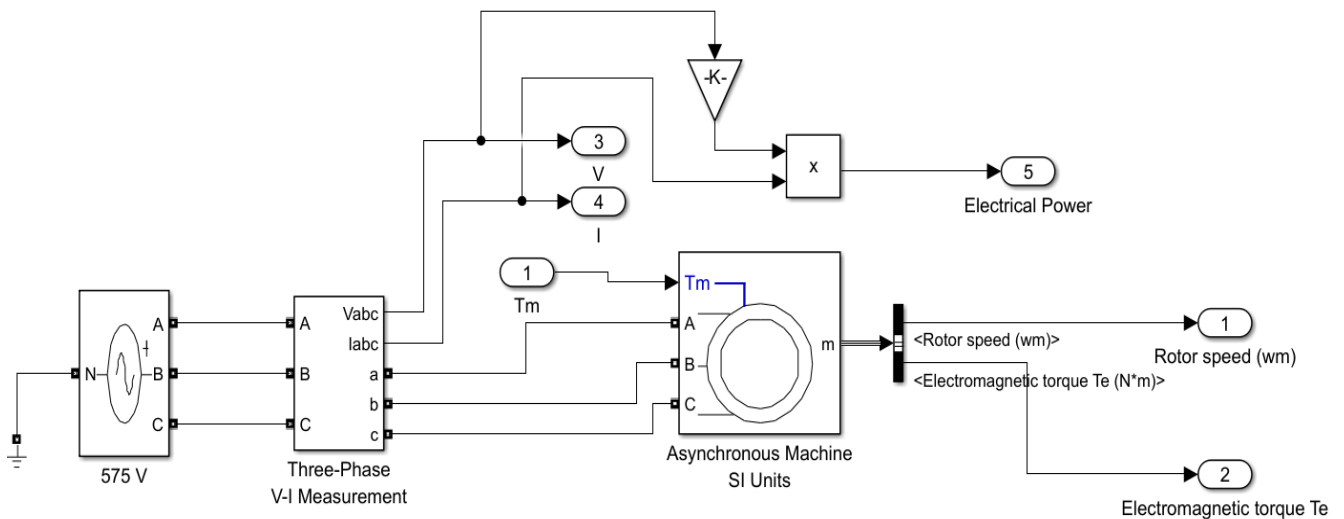 -K-
3
V
x
5
Electrical Power
4
I
1
Tm
Tm
A
B
C
m
Asynchronous Machine
SI Units
N
A
B
C
575 V
A
B
C
Vabc
Iabc
a
b
c
Three-Phase
V-I Measurement
<Rotor speed (wm)>
<Electromagnetic torque Te (N*m)>
1
Rotor speed (wm)
2
Electromagnetic torque Te